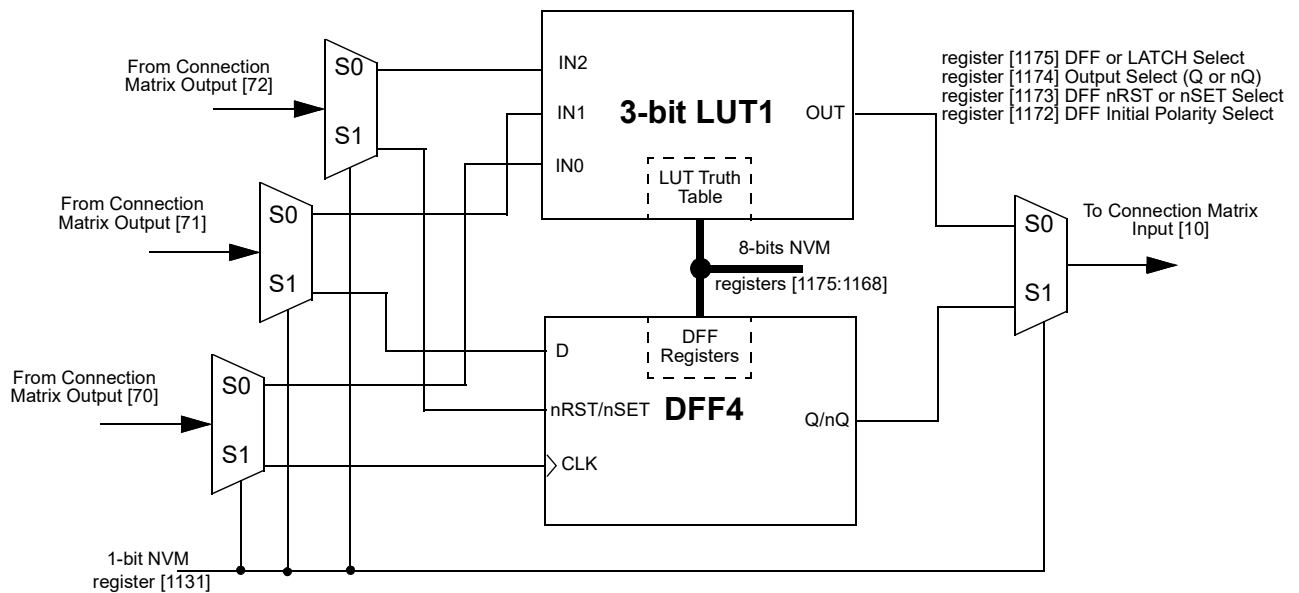 From Connection
Matrix Output [72]
S0
S1
IN2
IN1
IN0
3-bit LUT1
OUT
LUT Truth
Table
register [1175] DFF or LATCH Select
register [1174] Output Select (Q or nQ)
register [1173] DFF nRST or nSET Select
register [1172] DFF Initial Polarity Select
From Connection
Matrix Output [71]
S0
S1
8-bits NVM
registers [1175:1168]
S0
S1
To Connection Matrix
Input [10]
From Connection
Matrix Output [70]
S0
S1
D
nRST/nSET
CLK
DFF
Registers
DFF4
Q/nQ
1-bit NVM
register [1131]